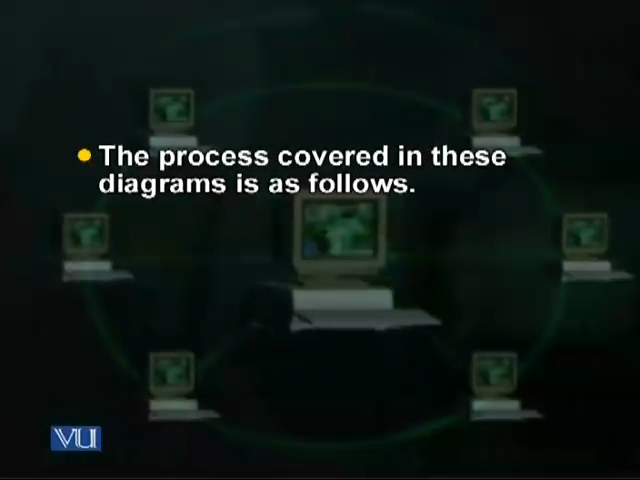 The process covered in these
diagrams is as follows.
VU